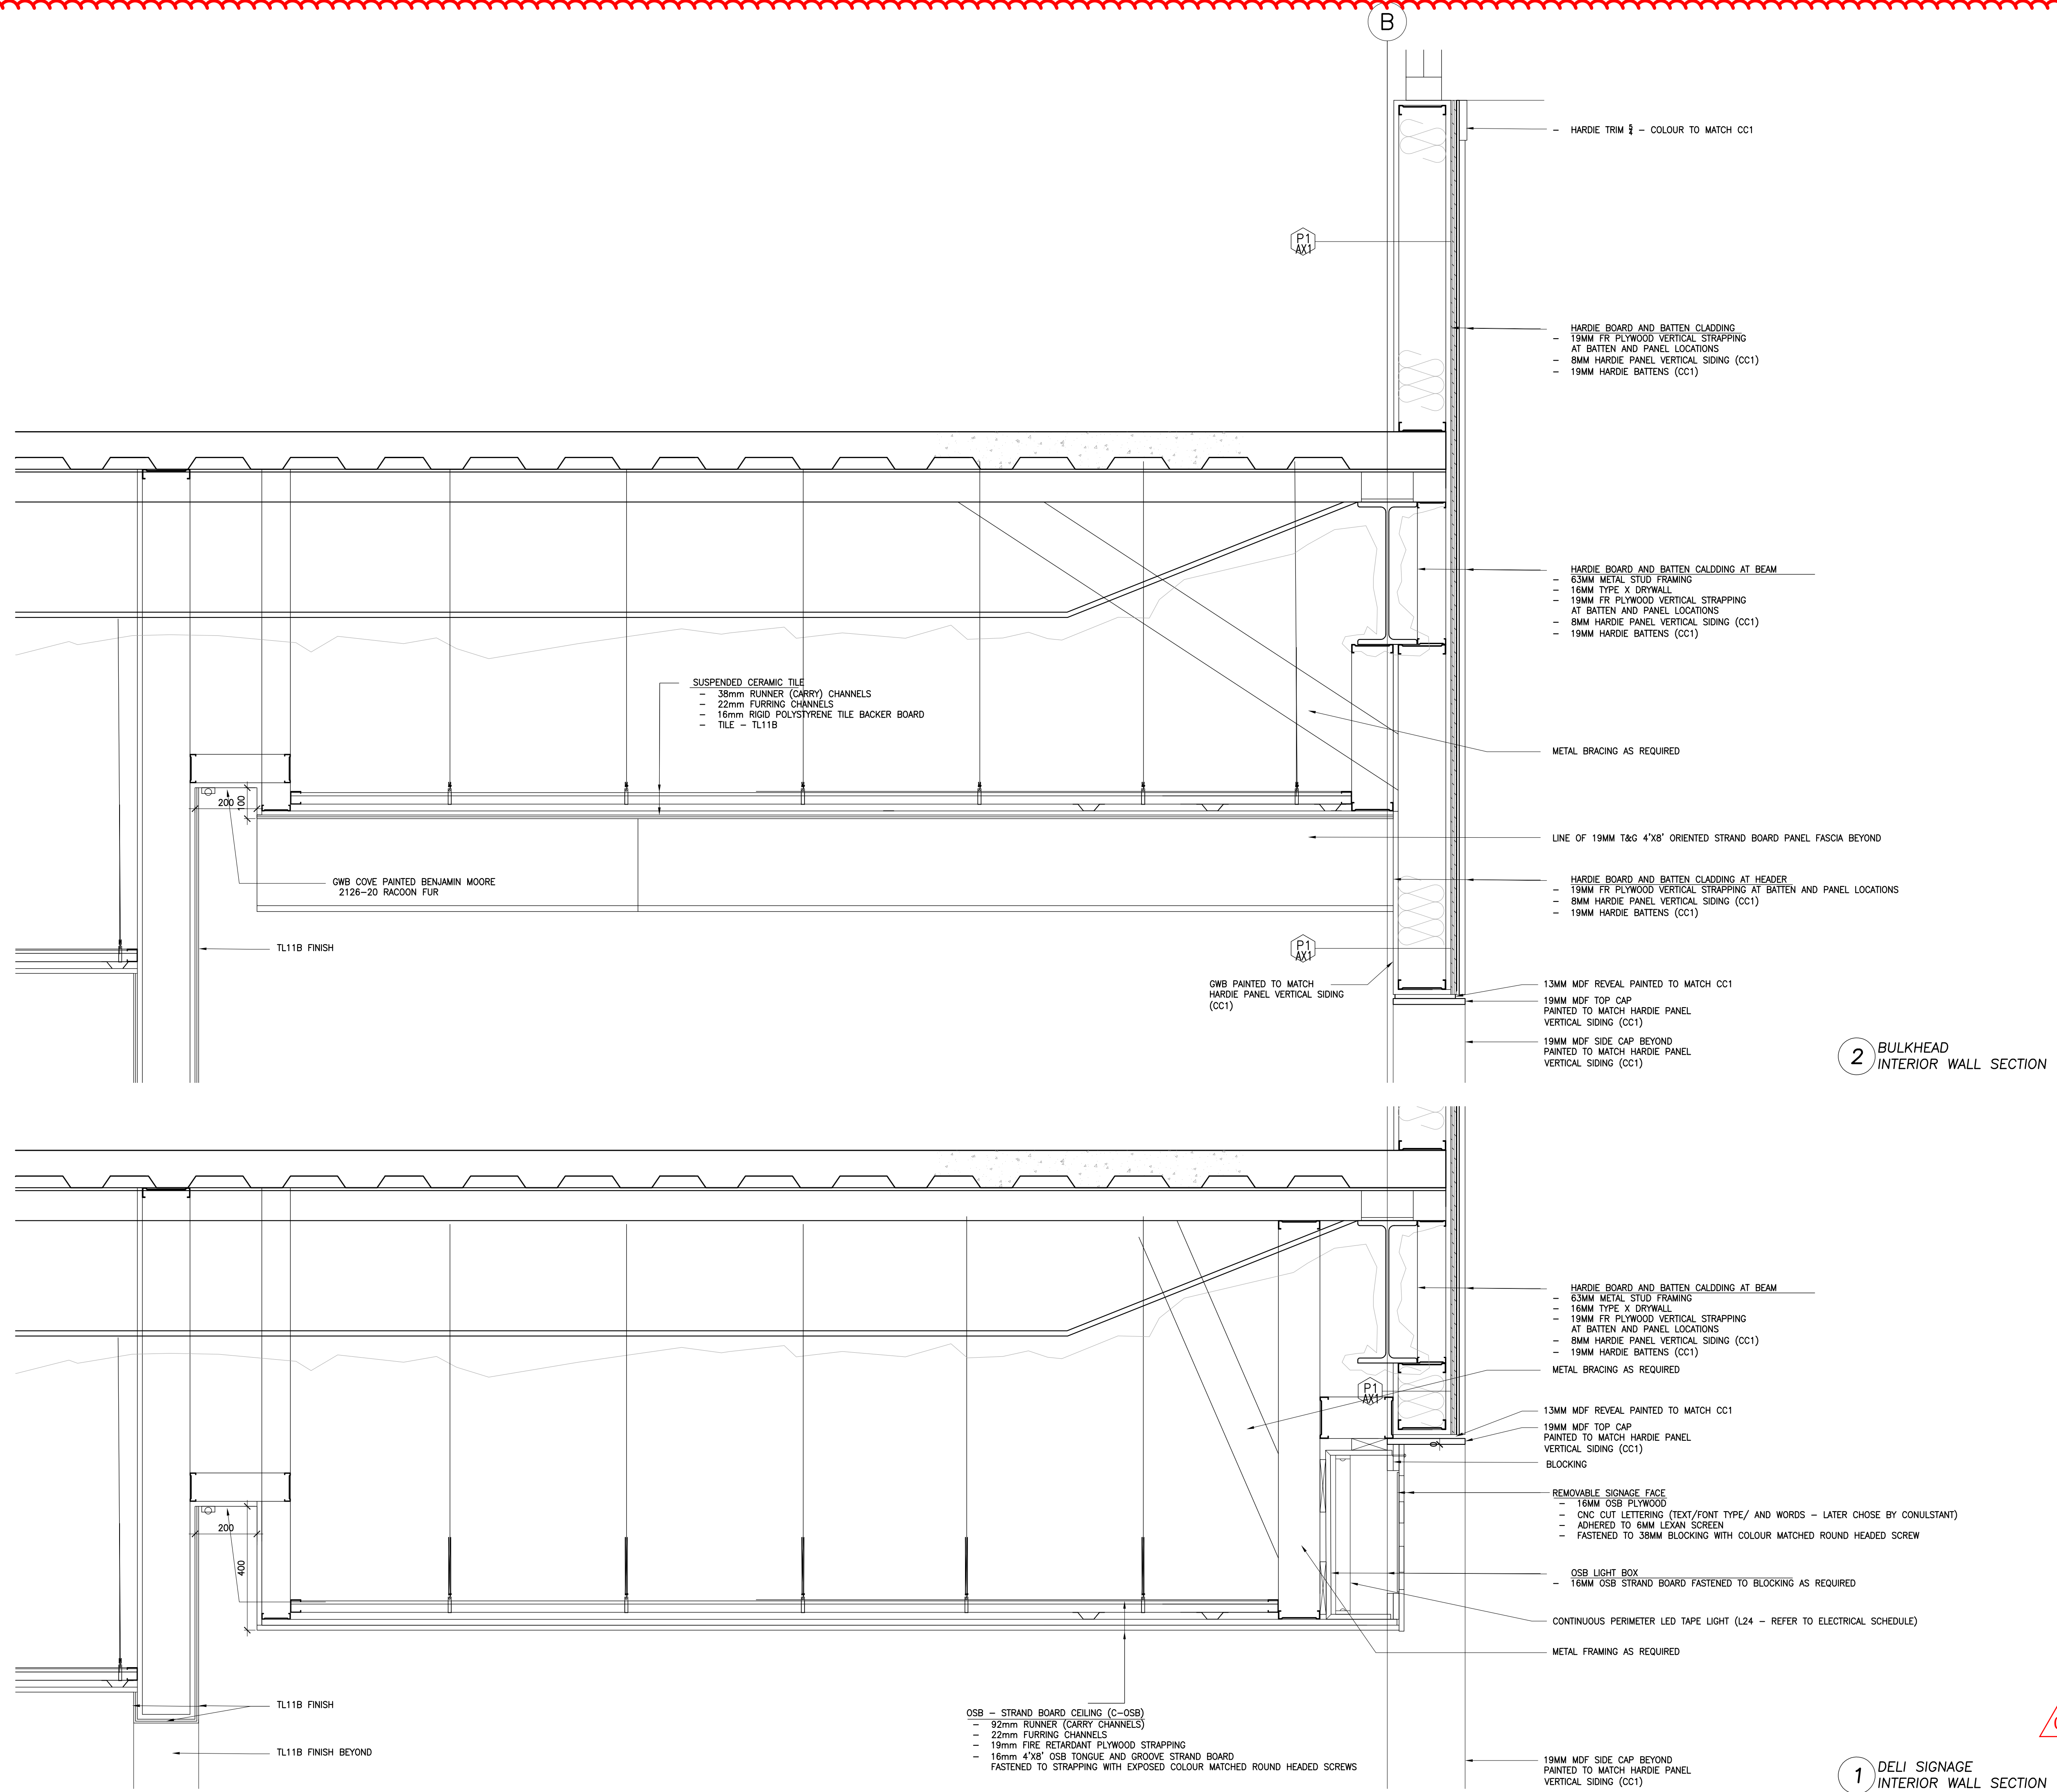 B
- HARDIE TRIM 5/4 - COLOUR TO MATCH CC1
P1
AX1
HARDIE BOARD AND BATTEN CLADDING
- 19MM FR PLYWOOD VERTICAL STRAPPING
AT BATTEN AND PANEL LOCATIONS
- 8MM HARDIE PANEL VERTICAL SIDING (CC1)
- 19MM HARDIE BATTENS (CC1)
HARDIE BOARD AND BATTEN CALDDING AT BEAM
- 63MM METAL STUD FRAMING
- 16MM TYPE X DRYWALL
- 19MM FR PLYWOOD VERTICAL STRAPPING
AT BATTEN AND PANEL LOCATIONS
- 8MM HARDIE PANEL VERTICAL SIDING (CC1)
- 19MM HARDIE BATTENS (CC1)
SUSPENDED CERAMIC TILE
- 38mm RUNNER (CARRY) CHANNELS
- 22mm FURRING CHANNELS
- 16mm RIGID POLYSTYRENE TILE BACKER BOARD
- TILE - TL11B
METAL BRACING AS REQUIRED
200
100
LINE OF 19MM T&G 4'X8' ORIENTED STRAND BOARD PANEL FASCIA BEYOND
GWB COVE PAINTED BENJAMIN MOORE
2126-20 RACOON FUR
HARDIE BOARD AND BATTEN CLADDING AT HEADER
- 19MM FR PLYWOOD VERTICAL STRAPPING AT BATTEN AND PANEL LOCATIONS
- 8MM HARDIE PANEL VERTICAL SIDING (CC1)
- 19MM HARDIE BATTENS (CC1)
TL11B FINISH
P1
AX1
GWB PAINTED TO MATCH
HARDIE PANEL VERTICAL SIDING
(CC1)
13MM MDF REVEAL PAINTED TO MATCH CC1
19MM MDF TOP CAP
PAINTED TO MATCH HARDIE PANEL
VERTICAL SIDING (CC1)
19MM MDF SIDE CAP BEYOND
PAINTED TO MATCH HARDIE PANEL
VERTICAL SIDING (CC1)
2 BULKHEAD
INTERIOR WALL SECTION
HARDIE BOARD AND BATTEN CALDDING AT BEAM
- 63MM METAL STUD FRAMING
- 16MM TYPE X DRYWALL
- 19MM FR PLYWOOD VERTICAL STRAPPING
AT BATTEN AND PANEL LOCATIONS
- 8MM HARDIE PANEL VERTICAL SIDING (CC1)
- 19MM HARDIE BATTENS (CC1)
METAL BRACING AS REQUIRED
P1
AX1
13MM MDF REVEAL PAINTED TO MATCH CC1
19MM MDF TOP CAP
PAINTED TO MATCH HARDIE PANEL
VERTICAL SIDING (CC1)
BLOCKING
REMOVABLE SIGNAGE FACE
- 16MM OSB PLYWOOD
- CNC CUT LETTERING (TEXT/FONT TYPE/ AND WORDS - LATER CHOSE BY CONULSTANT)
- ADHERED TO 6MM LEXAN SCREEN
- FASTENED TO 38MM BLOCKING WITH COLOUR MATCHED ROUND HEADED SCREW
200
400
OSB LIGHT BOX
- 16MM OSB STRAND BOARD FASTENED TO BLOCKING AS REQUIRED
CONTINUOUS PERIMETER LED TAPE LIGHT (L24 - REFER TO ELECTRICAL SCHEDULE)
METAL FRAMING AS REQUIRED
TL11B FINISH
OSB - STRAND BOARD CEILING (C-OSB)
- 92mm RUNNER (CARRY CHANNELS)
- 22mm FURRING CHANNELS
- 19mm FIRE RETARDANT PLYWOOD STRAPPING
- 16mm 4'X8' OSB TONGUE AND GROOVE STRAND BOARD
FASTENED TO STRAPPING WITH EXPOSED COLOUR MATCHED ROUND HEADED SCREWS
TL11B FINISH BEYOND
19MM MDF SIDE CAP BEYOND
PAINTED TO MATCH HARDIE PANEL
VERTICAL SIDING (CC1)
1 DELI SIGNAGE
INTERIOR WALL SECTION